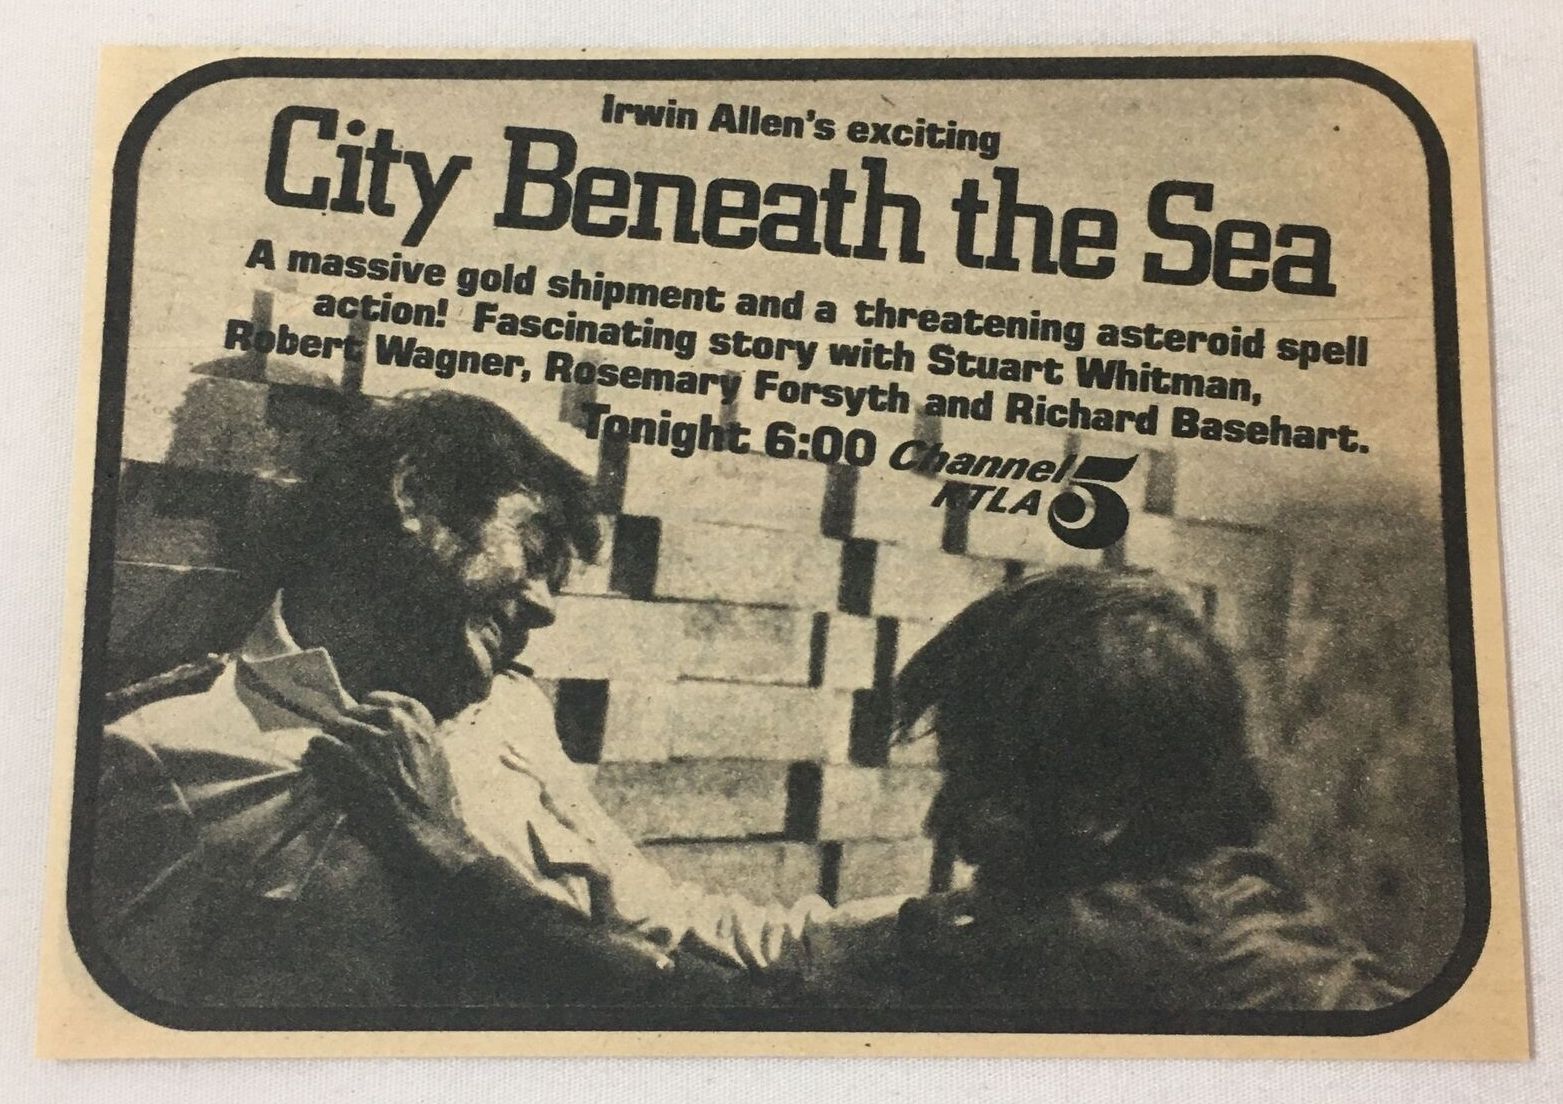 Irwin Allen's exciting
City Beneath the Sea
A massive gold shipment and a threatening asteroid spell
action! Fascinating story with Stuart Whitman,
Robert Wagner, Rosemary Forsyth and Richard Basehart.
Tonight 6:00 Channel 5
KTLA